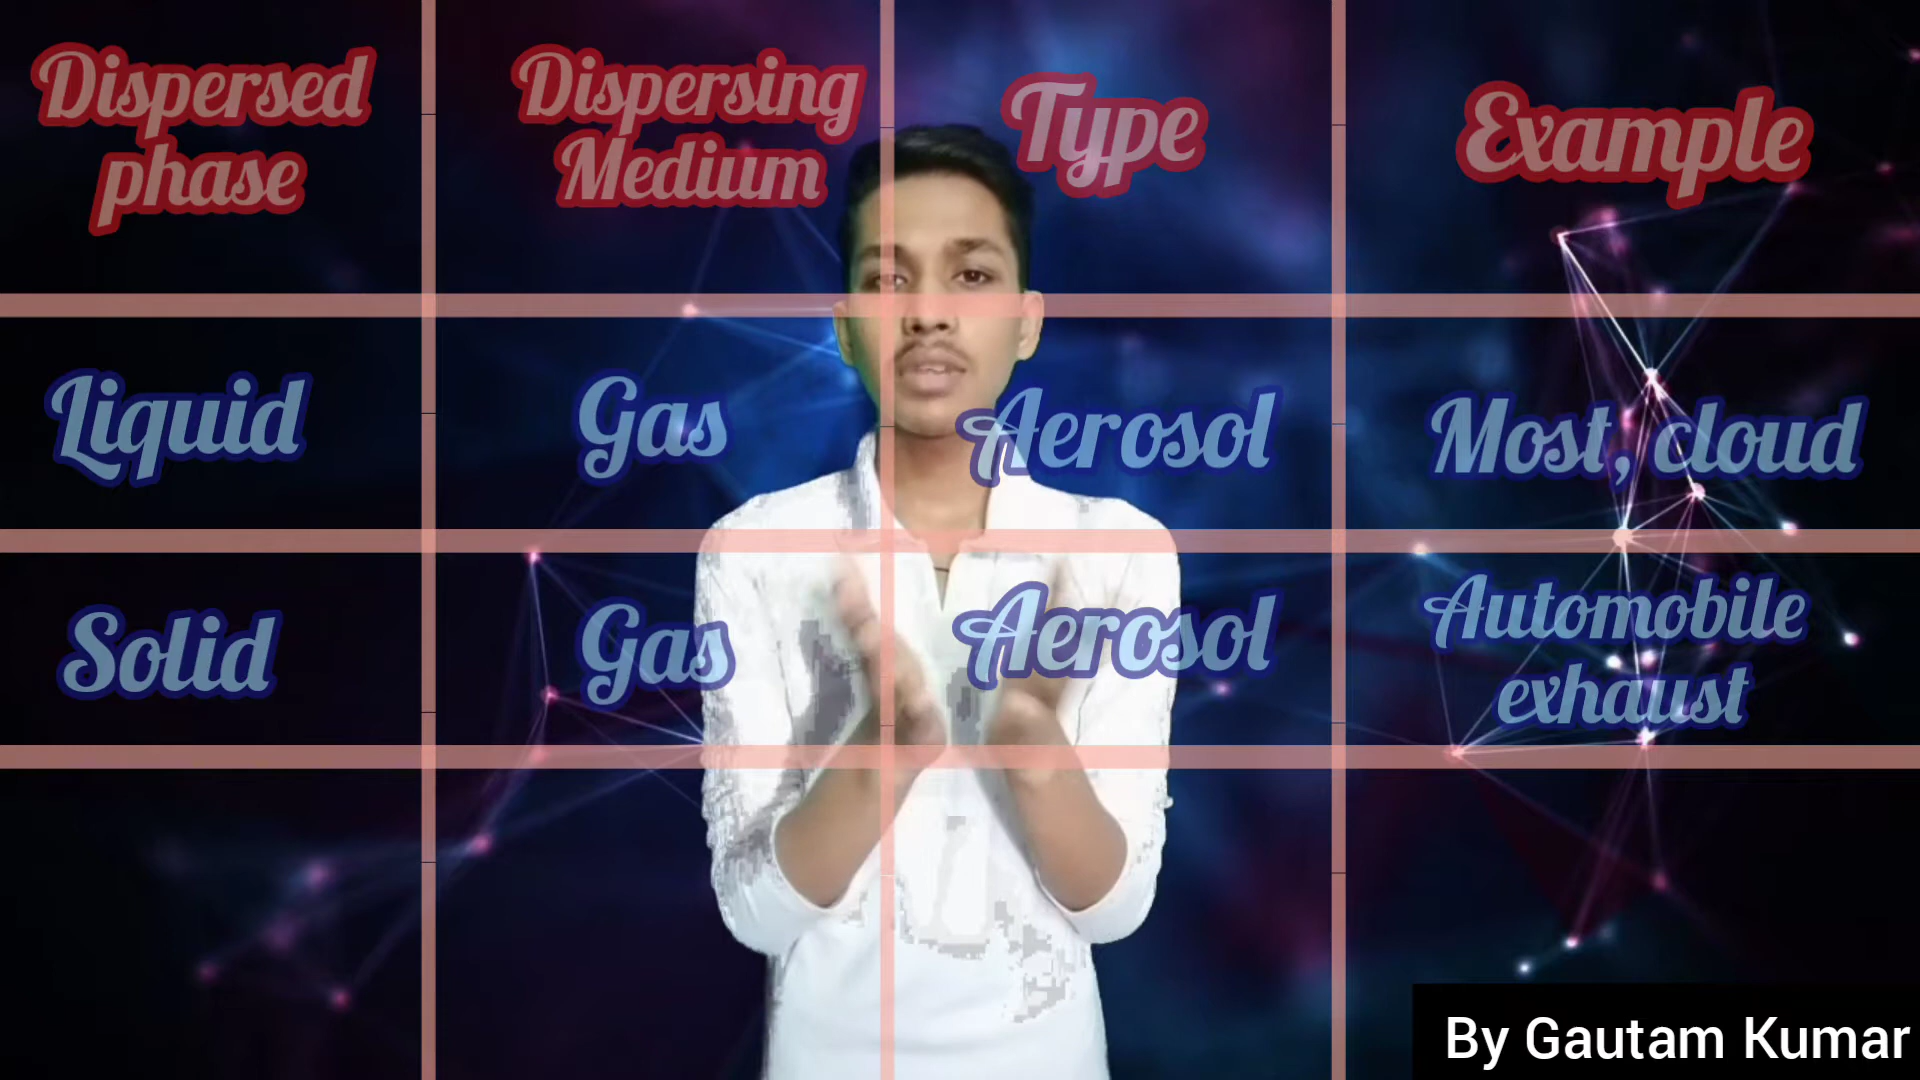 Dispersed phase
Dispersing Medium
Type
Example
Liquid
Gas
Aerosol
Most, cloud
Solid
Gas
Aerosol
Automobile exhaust
By Gautam Kumar